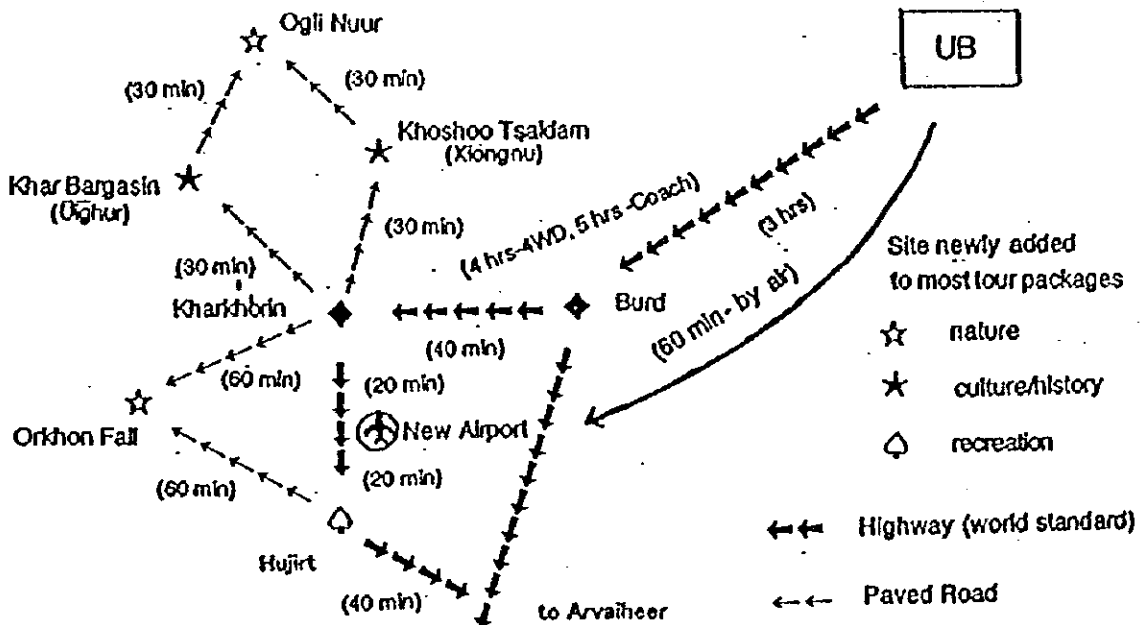 Ogii Nuur
UB
(30 min)
(30 min)
Khoshoo Tsaidam
(Xiongnu)
Khar Bargasin
(Uighur)
(4 hrs-4WD, 5 hrs-Coach)
(3 hrs)
(30 min)
(30 min)
Site newly added
to most tour packages
Kharkhorin
Burd
(60 min- by air)
nature
(40 min)
(60 min)
(20 min)
culture/history
Orkhon Fall
New Airport
recreation
(60 min)
(20 min)
Highway (world standard)
Hujirt
(40 min)
to Arvaiheer
Paved Road